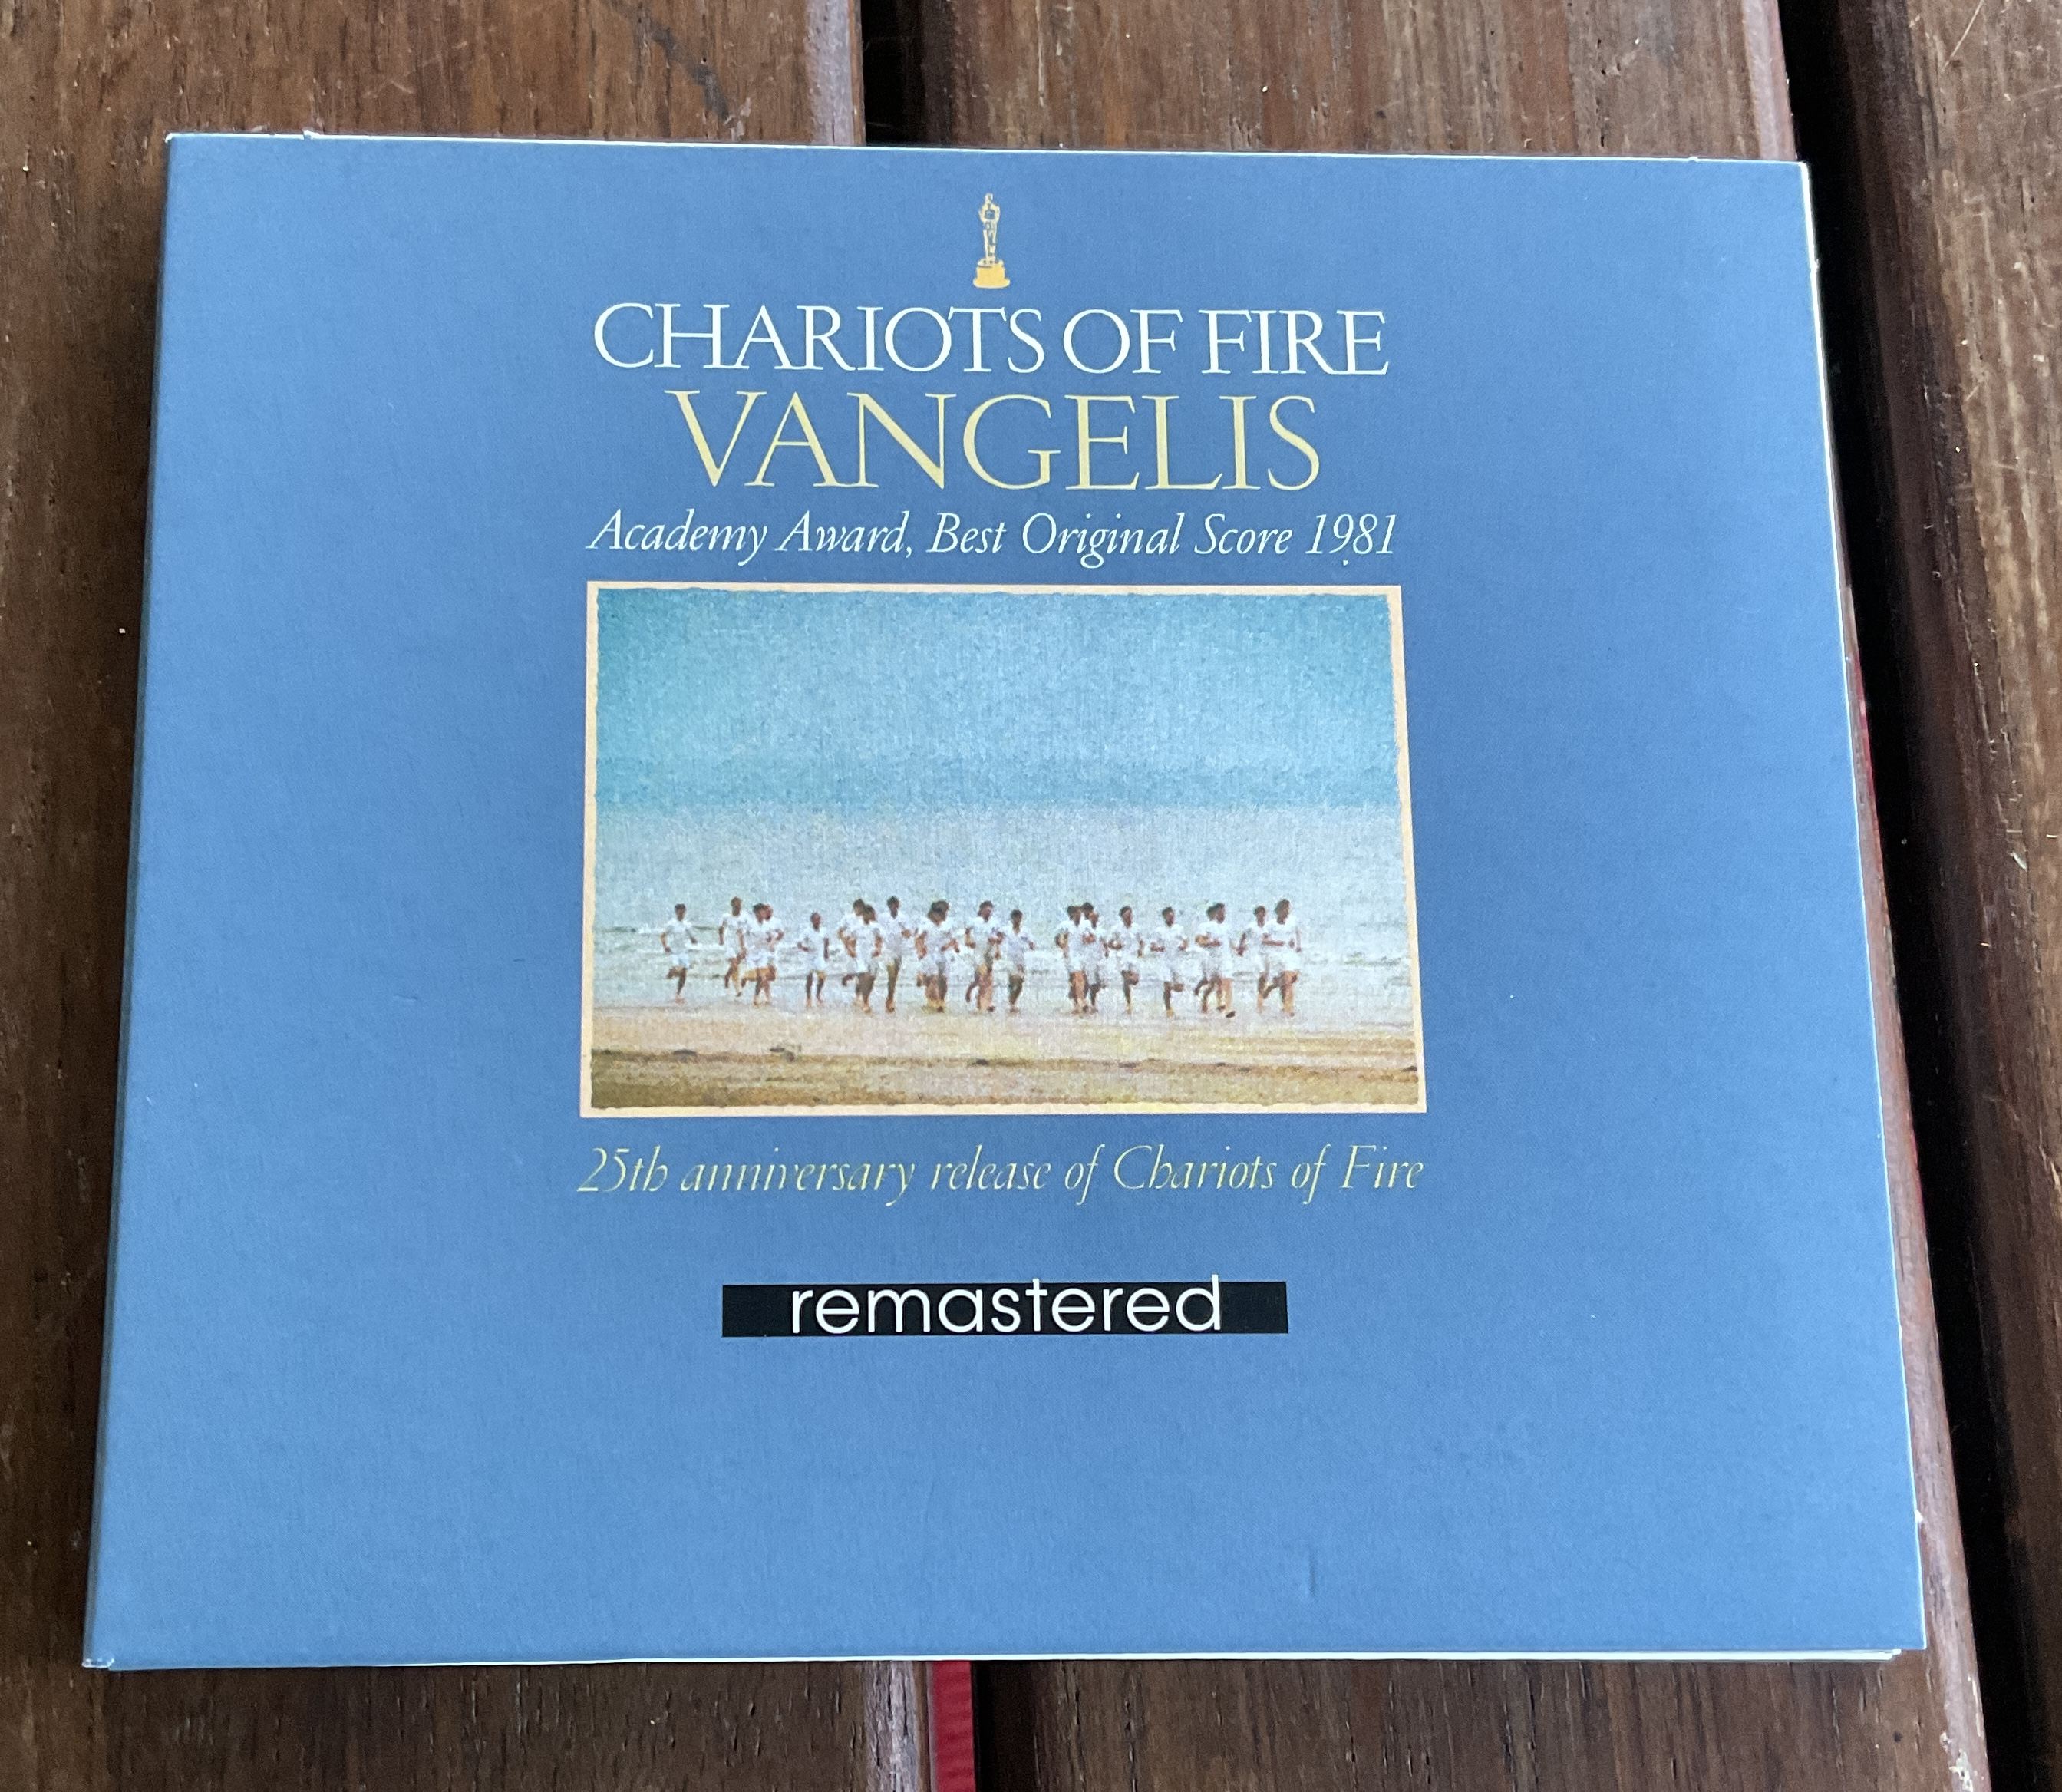 CHARIOTS OF FIRE
VANGELIS
Academy Award, Best Original Score 1981
25th anniversary release of Chariots of Fire
remastered